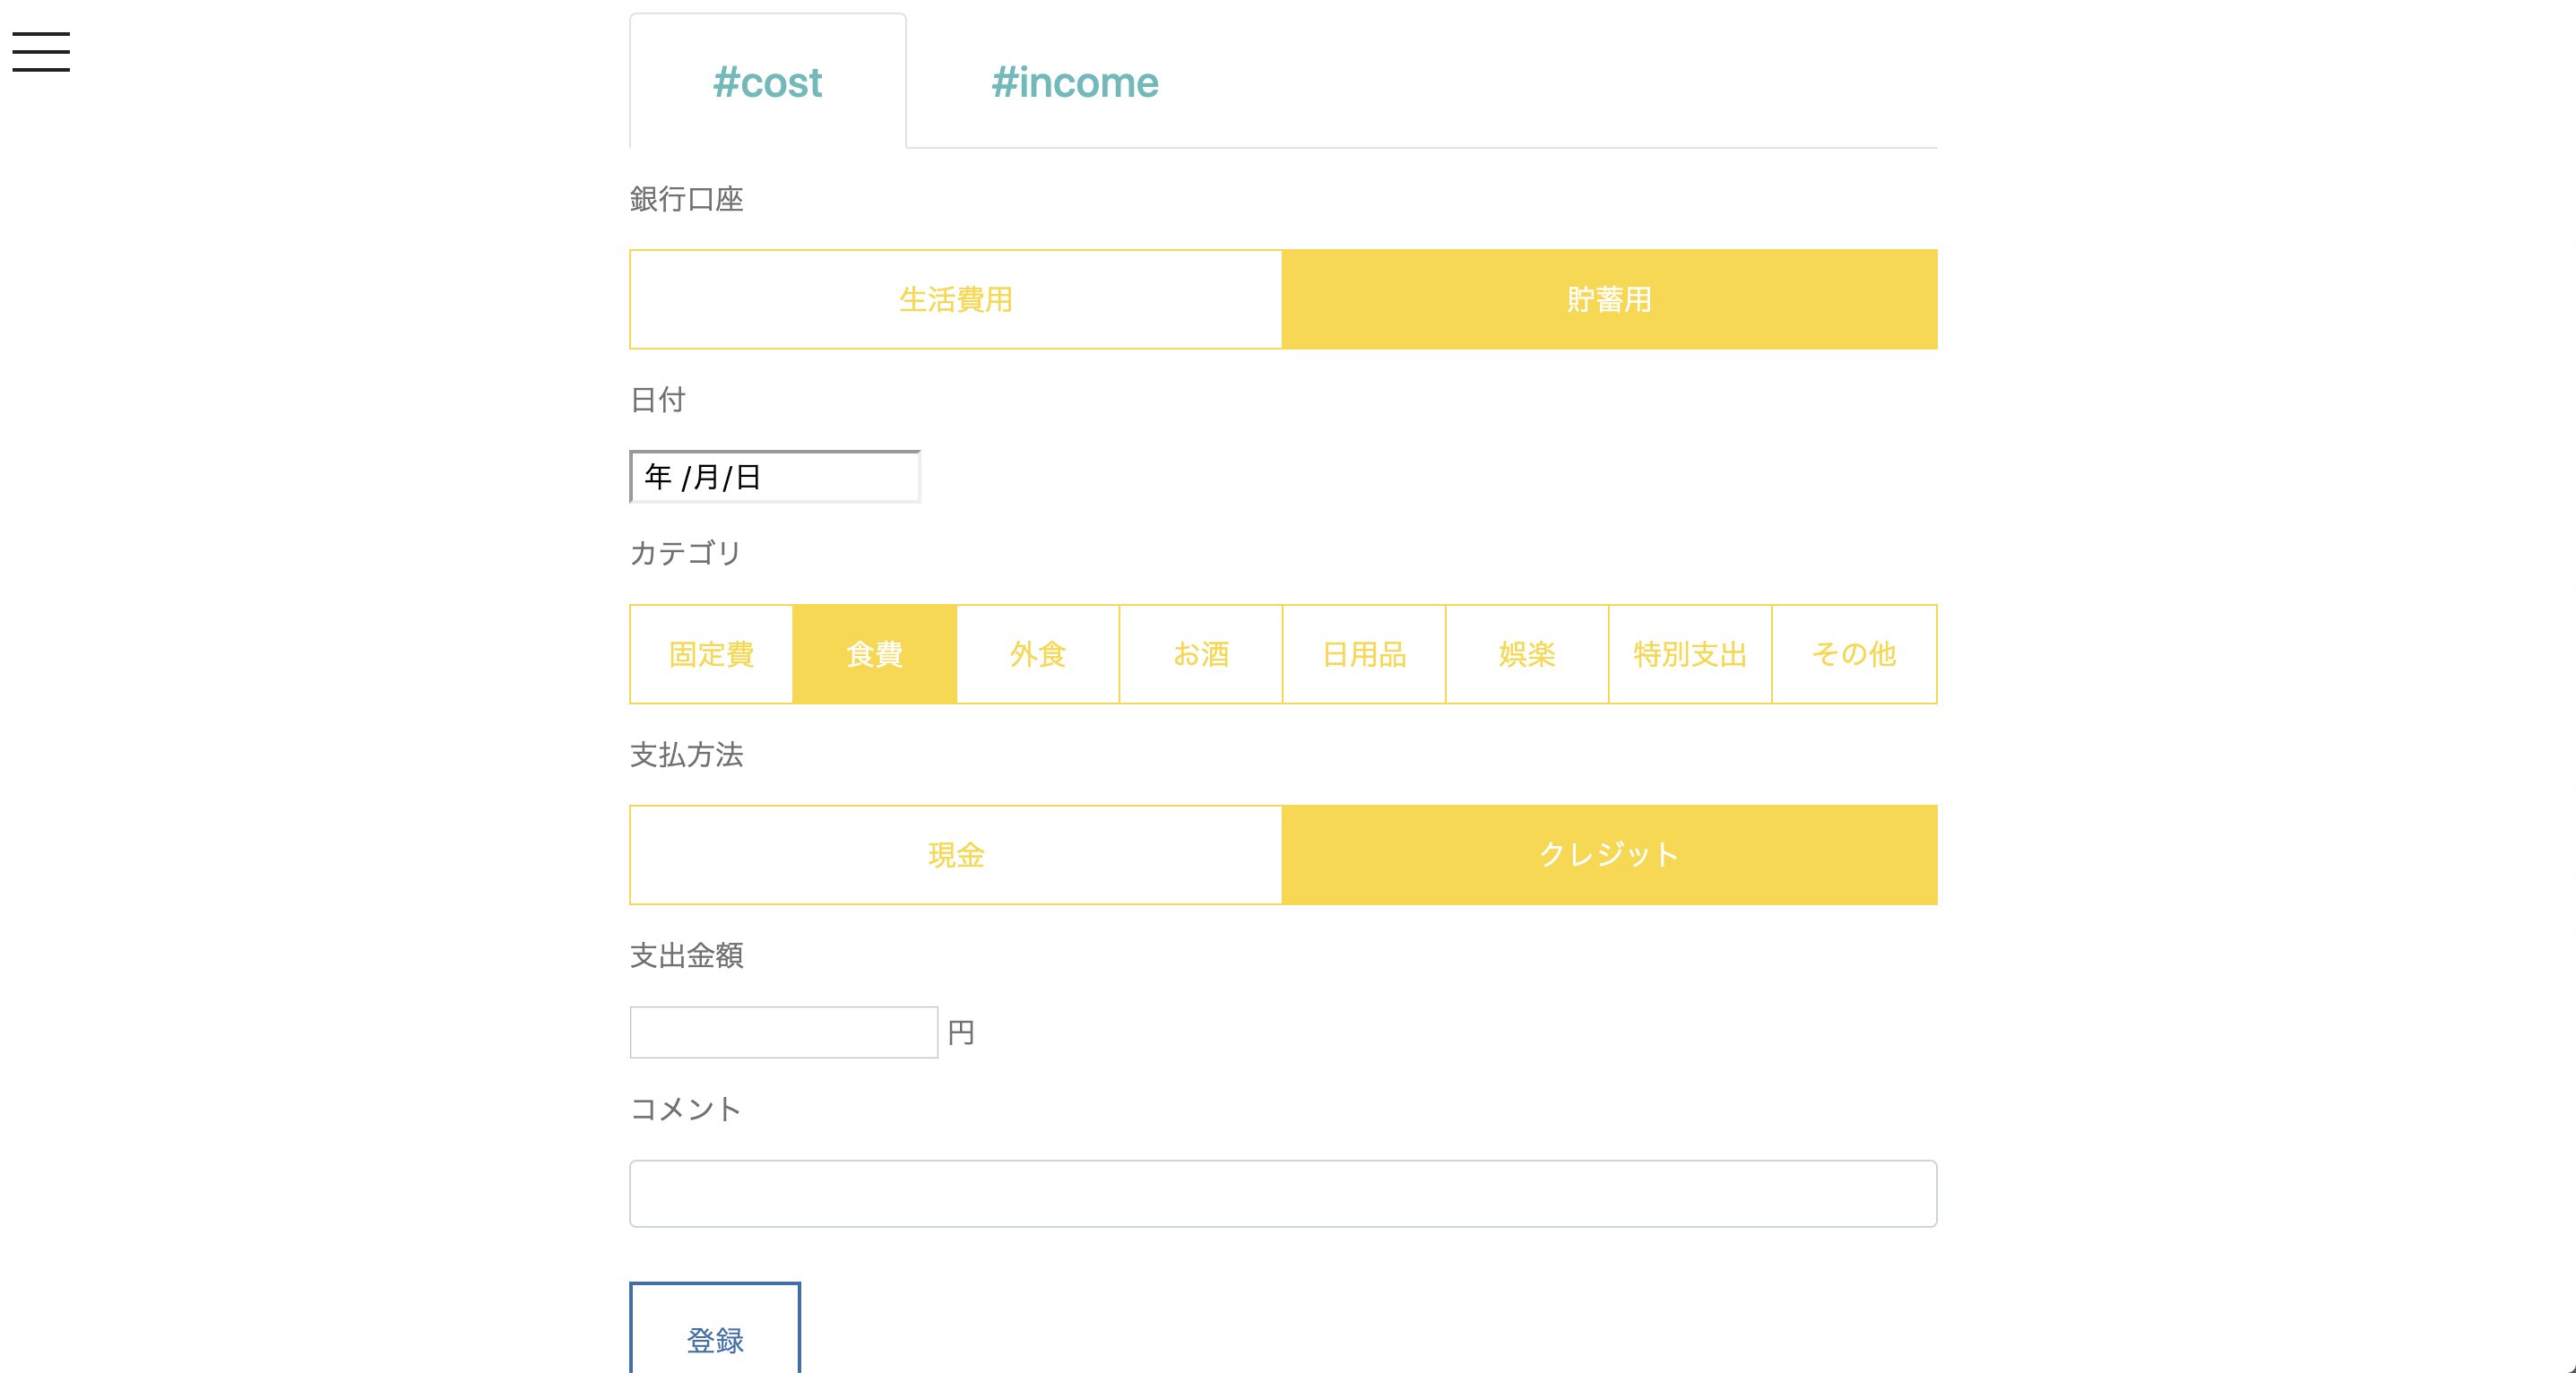 #cost #income
銀行口座
生活費用 貯蓄用
日付
年 /月/日
カテゴリ
固定費 食費 外食 お酒 日用品 娯楽 特別支出 その他
支払方法
現金 クレジット
支出金額
円
コメント
登録